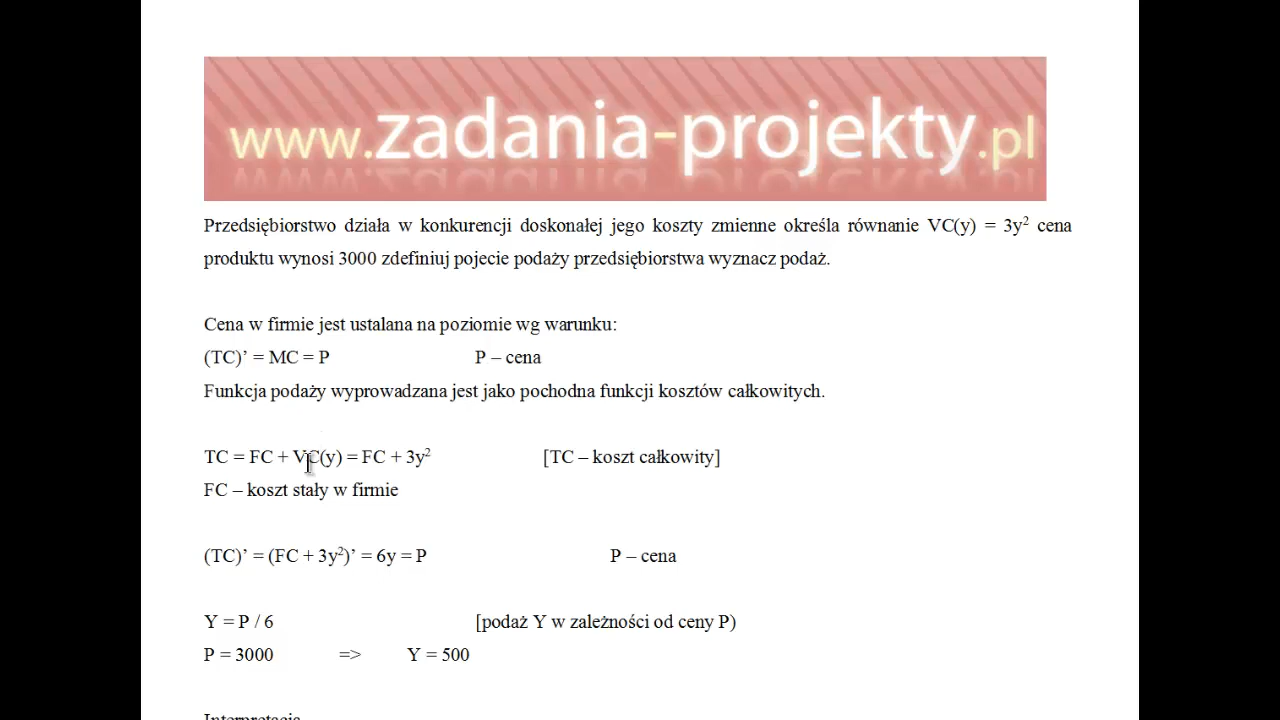 www.zadania-projekty.pl
Przedsiębiorstwo działa w konkurencji doskonałej jego koszty zmienne określa równanie VC(y) = 3y² cena
produktu wynosi 3000 zdefiniuj pojecie podaży przedsiębiorstwa wyznacz podaż.
Cena w firmie jest ustalana na poziomie wg warunku:
(TC)’ = MC = P P – cena
Funkcja podaży wyprowadzana jest jako pochodna funkcji kosztów całkowitych.
TC = FC + VC(y) = FC + 3y² [TC – koszt całkowity]
FC – koszt stały w firmie
(TC)’ = (FC + 3y²)’ = 6y = P P – cena
Y = P / 6 [podaż Y w zależności od ceny P)
P = 3000 => Y = 500
Interpretacja